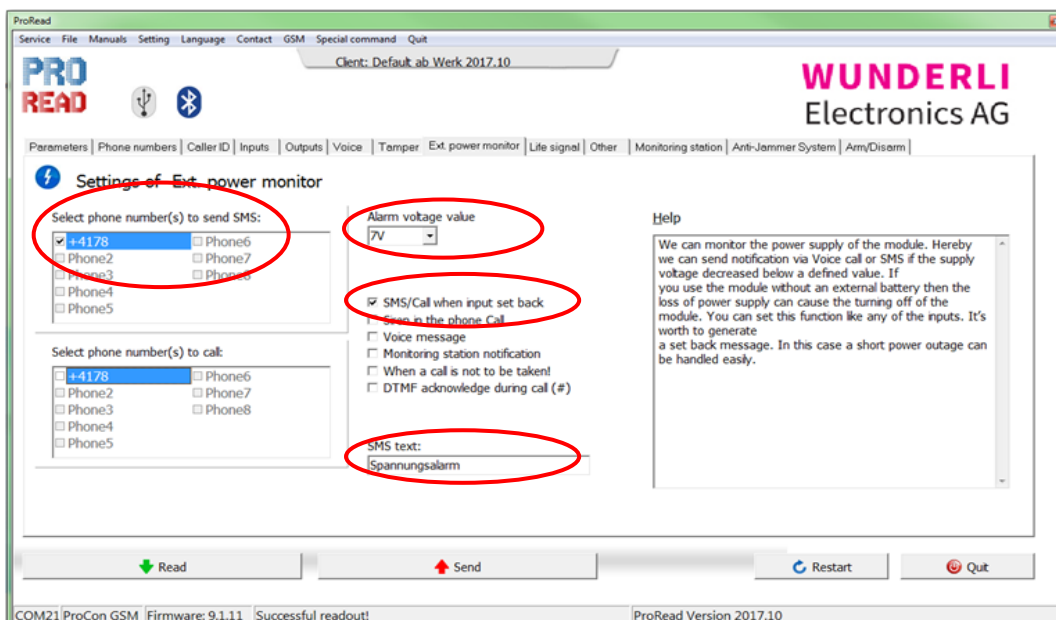 ProRead
Service File Manuals Setting Language Contact GSM Special command Quit
Client: Default ab Werk 2017.10
PRO
READ
WUNDERLI
Electronics AG
Parameters Phone numbers Caller ID Inputs Outputs Voice Tamper Ext. power monitor Life signal Other Monitoring station Anti-Jammer System Arm/Disarm
Settings of Ext. power monitor
Select phone number(s) to send SMS:
+4178 Phone6
Phone2 Phone7
Phone3 Phone8
Phone4
Phone5
Select phone number(s) to call:
+4178 Phone6
Phone2 Phone7
Phone3 Phone8
Phone4
Phone5
Alarm voltage value
7V
SMS/Call when input set back
Siren in the phone Call
Voice message
Monitoring station notification
When a call is not to be taken!
DTMF acknowledge during call (#)
SMS text:
Spannungsalarm
Help
We can monitor the power supply of the module. Hereby
we can send notification via Voice call or SMS if the supply
voltage decreased below a defined value. If
you use the module without an external battery then the
loss of power supply can cause the turning off of the
module. You can set this function like any of the inputs. It's
worth to generate
a set back message. In this case a short power outage can
be handled easily.
Read
Send
Restart
Quit
COM21 ProCon GSM Firmware: 9.1.11 Successful readout! ProRead Version 2017.10